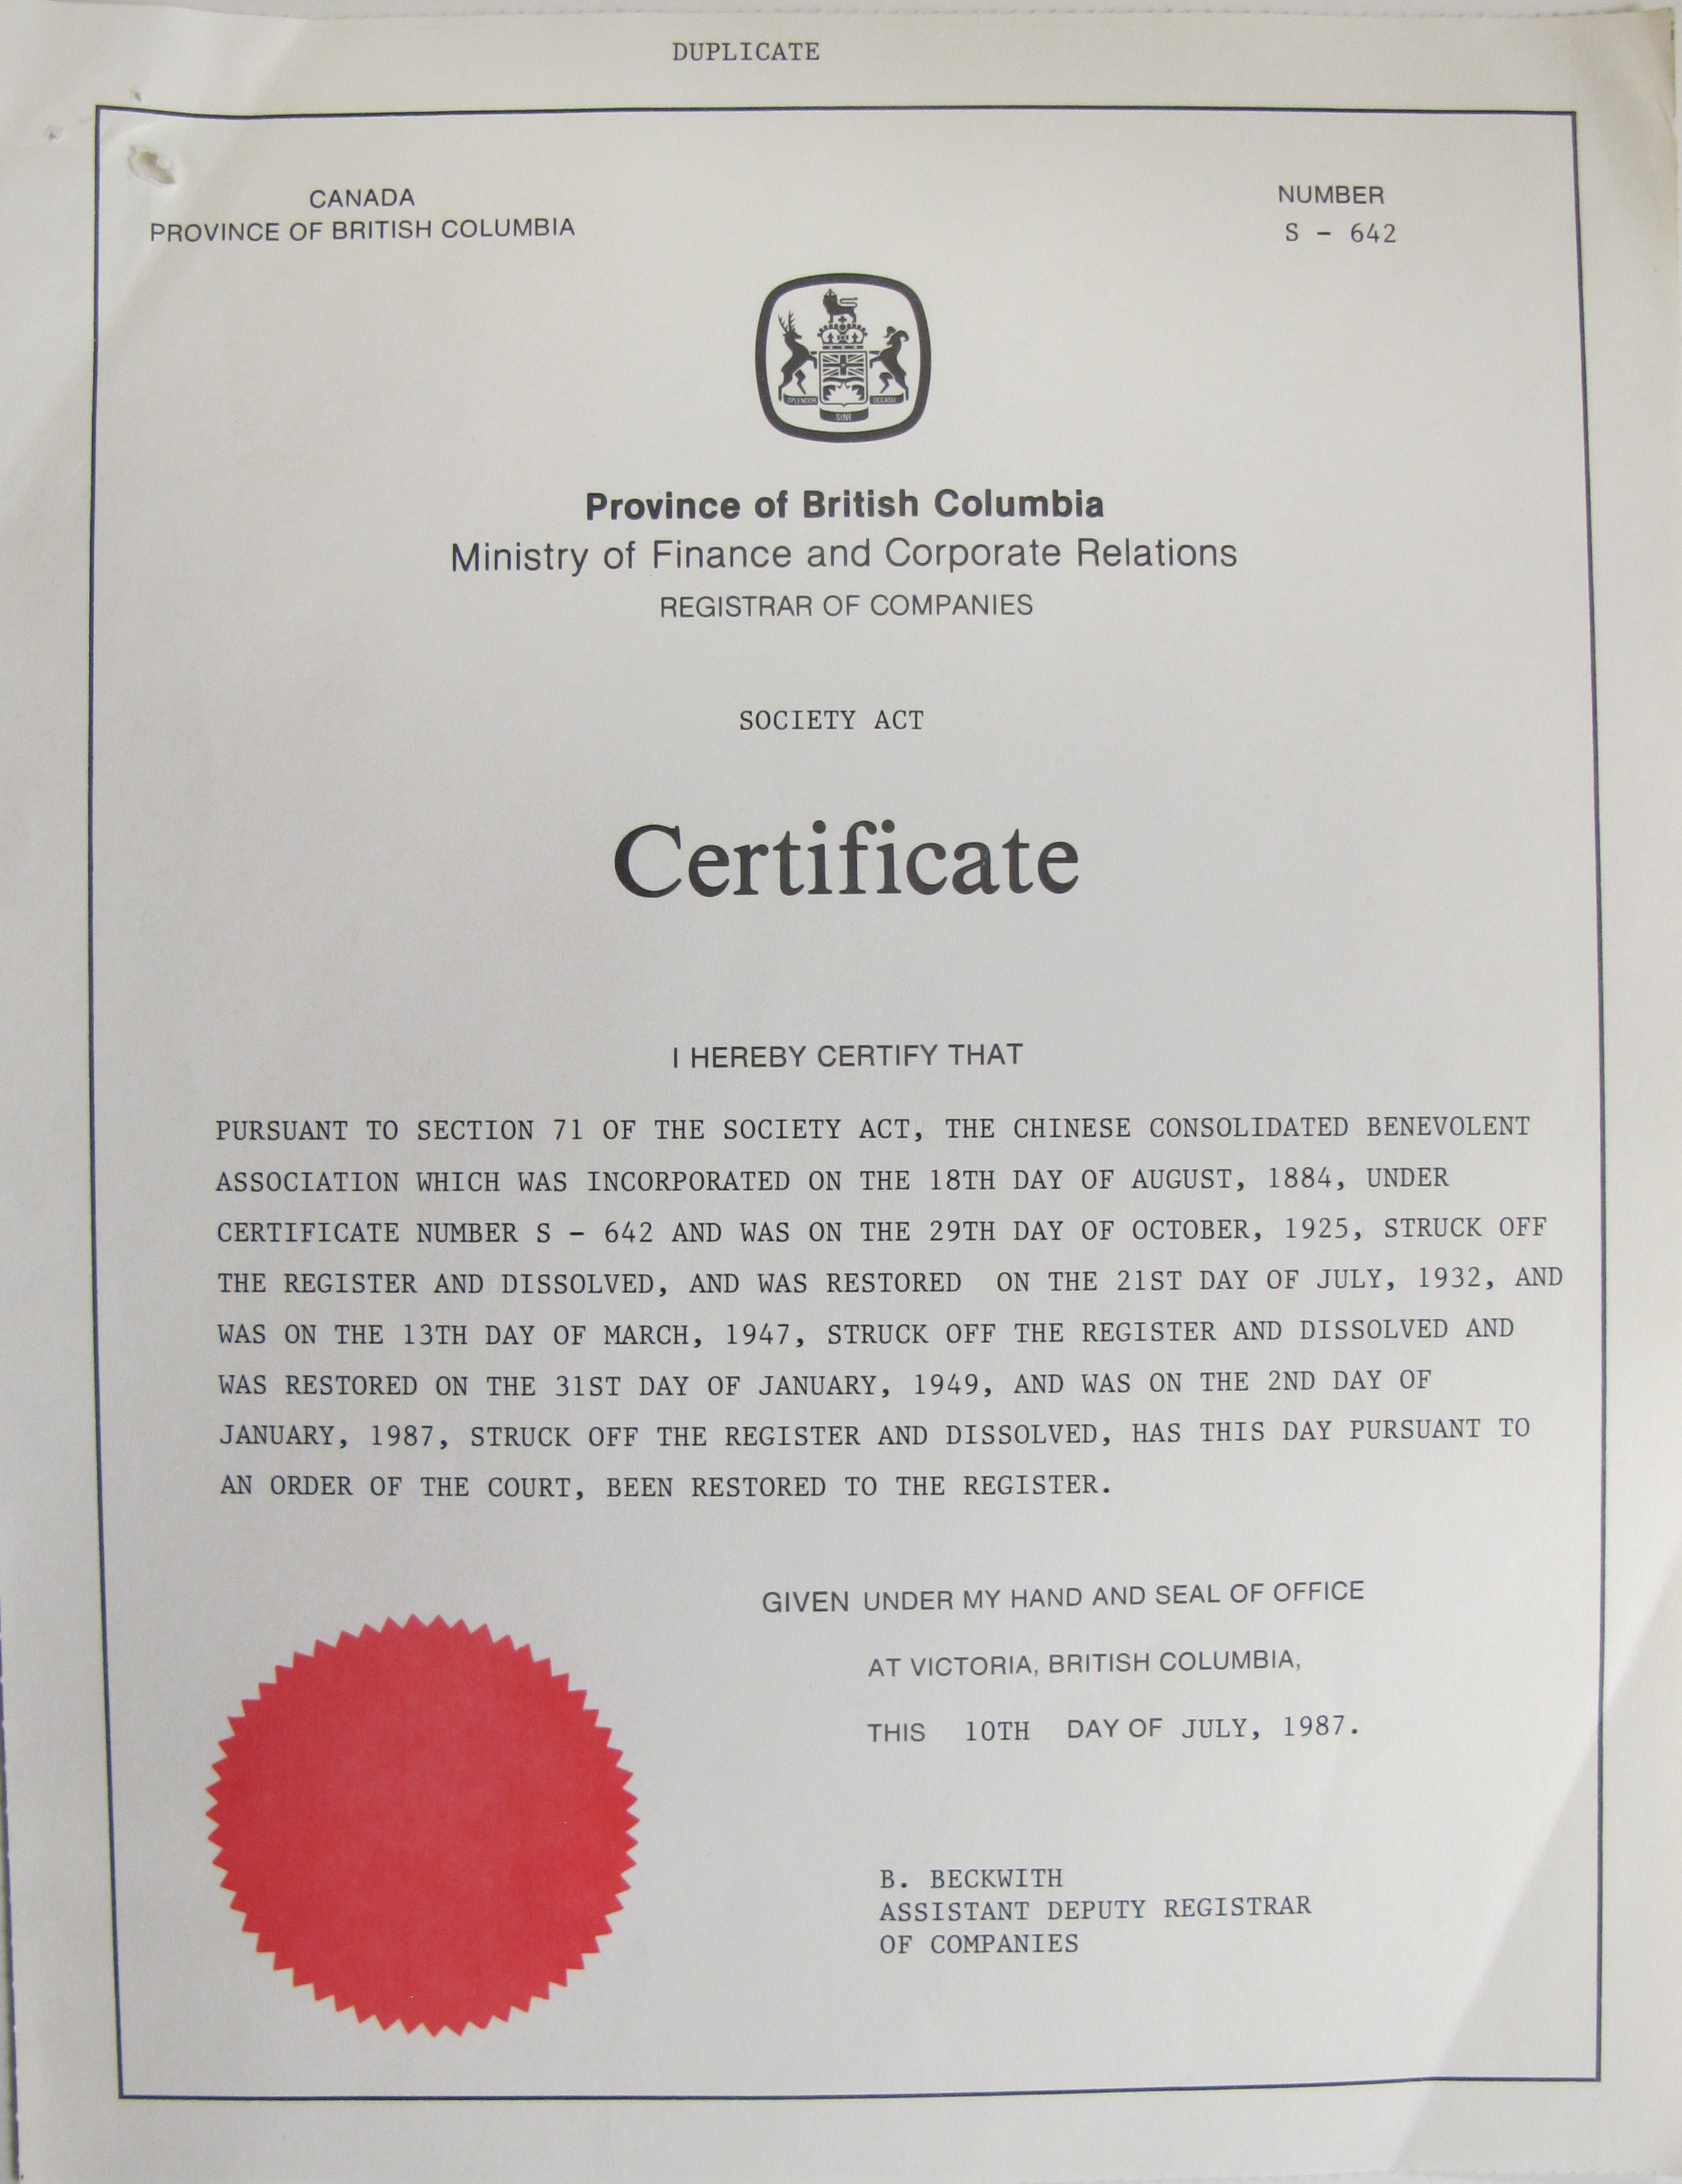 DUPLICATE
CANADA
PROVINCE OF BRITISH COLUMBIA
NUMBER
S - 642
SPLENDOR SINE OCCASU
Province of British Columbia
Ministry of Finance and Corporate Relations
REGISTRAR OF COMPANIES
SOCIETY ACT
Certificate
I HEREBY CERTIFY THAT
PURSUANT TO SECTION 71 OF THE SOCIETY ACT, THE CHINESE CONSOLIDATED BENEVOLENT
ASSOCIATION WHICH WAS INCORPORATED ON THE 18TH DAY OF AUGUST, 1884, UNDER
CERTIFICATE NUMBER S - 642 AND WAS ON THE 29TH DAY OF OCTOBER, 1925, STRUCK OFF
THE REGISTER AND DISSOLVED, AND WAS RESTORED ON THE 21ST DAY OF JULY, 1932, AND
WAS ON THE 13TH DAY OF MARCH, 1947, STRUCK OFF THE REGISTER AND DISSOLVED AND
WAS RESTORED ON THE 31ST DAY OF JANUARY, 1949, AND WAS ON THE 2ND DAY OF
JANUARY, 1987, STRUCK OFF THE REGISTER AND DISSOLVED, HAS THIS DAY PURSUANT TO
AN ORDER OF THE COURT, BEEN RESTORED TO THE REGISTER.
GIVEN UNDER MY HAND AND SEAL OF OFFICE
AT VICTORIA, BRITISH COLUMBIA,
THIS 10TH DAY OF JULY, 1987.
B. BECKWITH
ASSISTANT DEPUTY REGISTRAR
OF COMPANIES